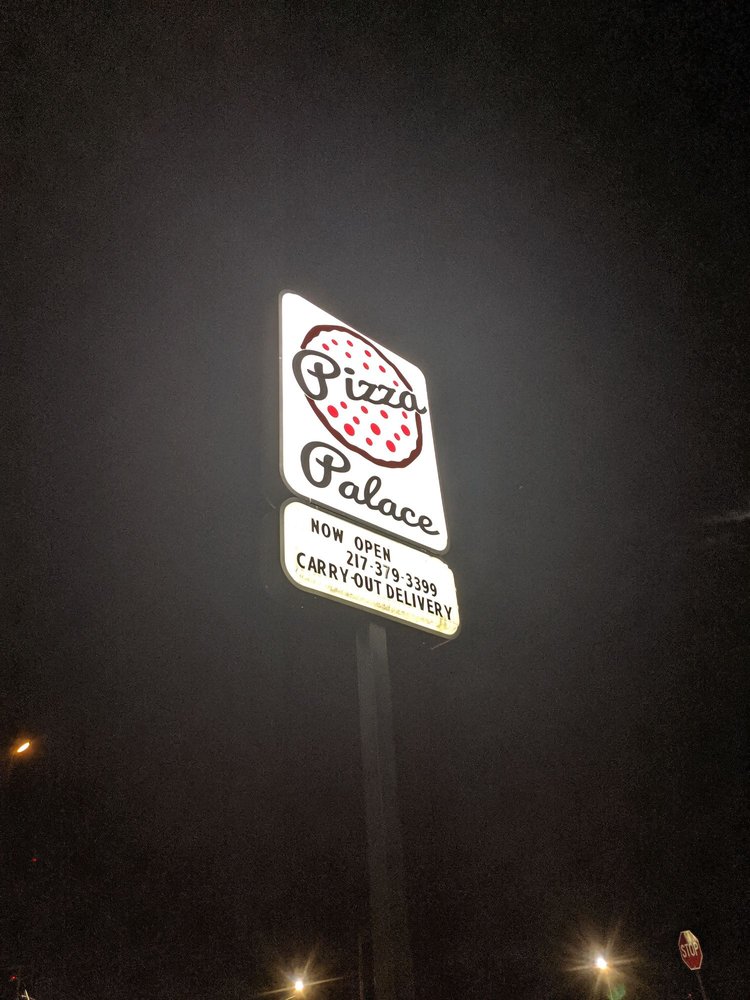 Pizza
Palace
NOW OPEN
217-379-3399
CARRY-OUT DELIVERY
STOP